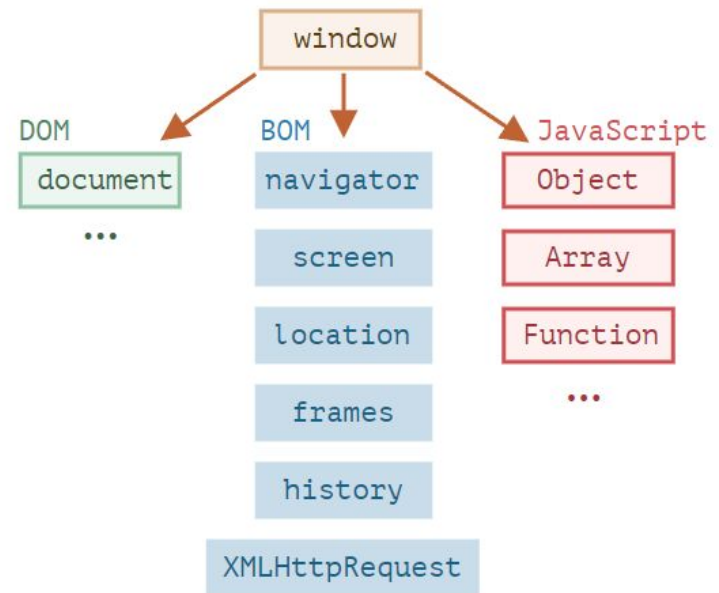 window
DOM
document
...
BOM
navigator
screen
location
frames
history
XMLHttpRequest
JavaScript
Object
Array
Function
...